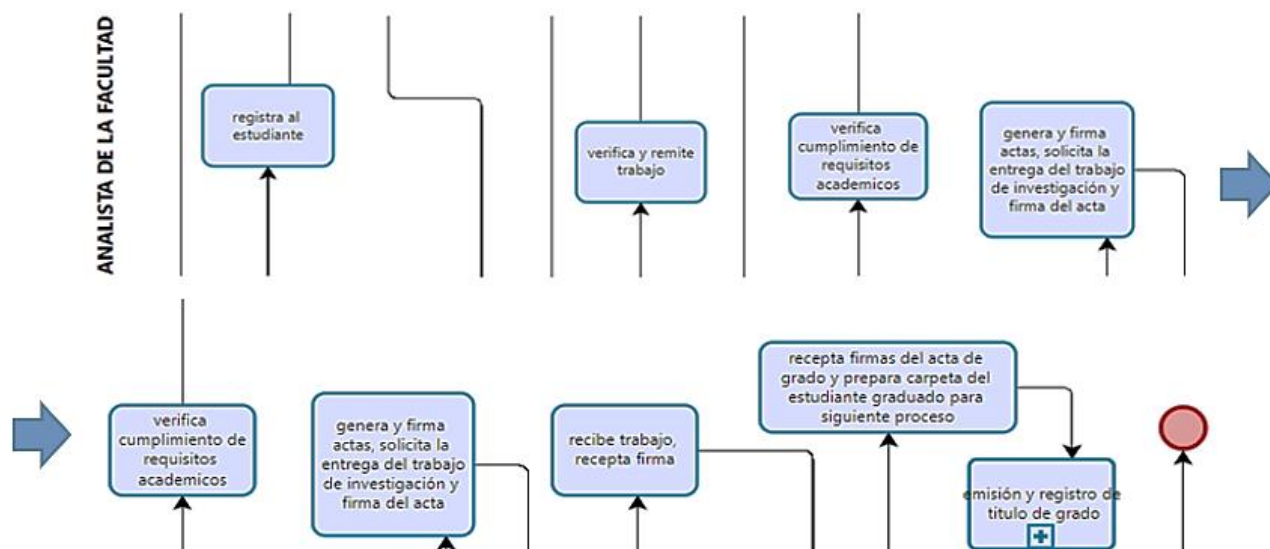 ANALISTA DE LA FACULTAD
registra al
estudiante
verifica y remite
trabajo
verifica
cumplimiento de
requisitos
academicos
genera y firma
actas, solicita la
entrega del trabajo
de investigación y
firma del acta
verifica
cumplimiento de
requisitos
academicos
genera y firma
actas, solicita la
entrega del trabajo
de investigación y
firma del acta
recibe trabajo,
recepta firma
recepta firmas del acta de
grado y prepara carpeta del
estudiante graduado para
siguiente proceso
emisión y registro de
titulo de grado